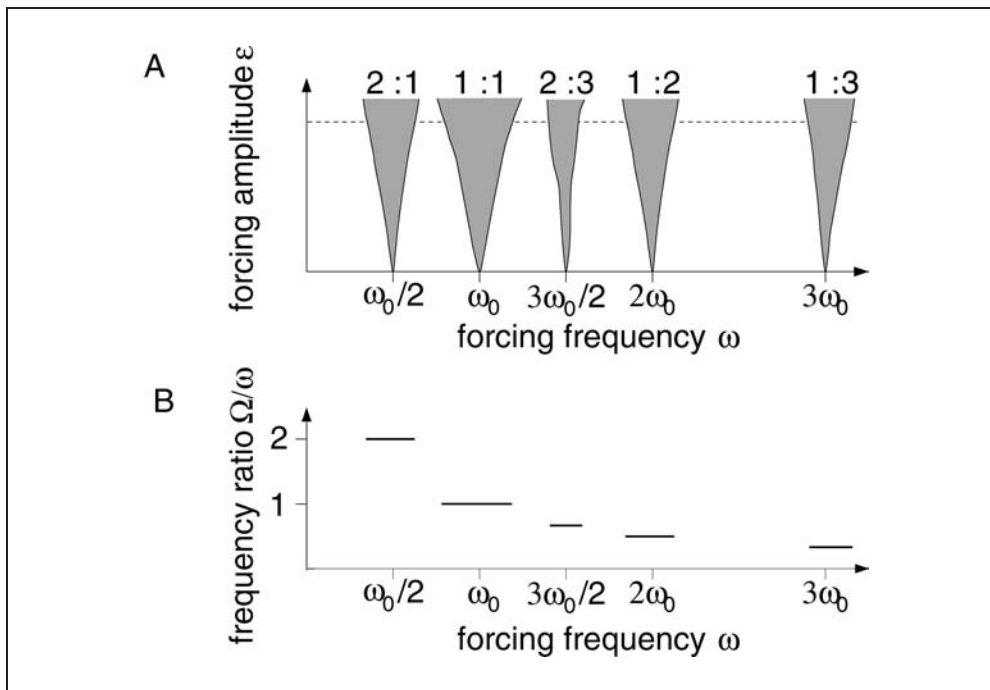 A
forcing amplitude ε
2 :1 1 :1 2 :3 1 :2 1 :3
ω₀/2 ω₀ 3ω₀/2 2ω₀ 3ω₀
forcing frequency ω
B
frequency ratio Ω/ω
2
1
ω₀/2 ω₀ 3ω₀/2 2ω₀ 3ω₀
forcing frequency ω